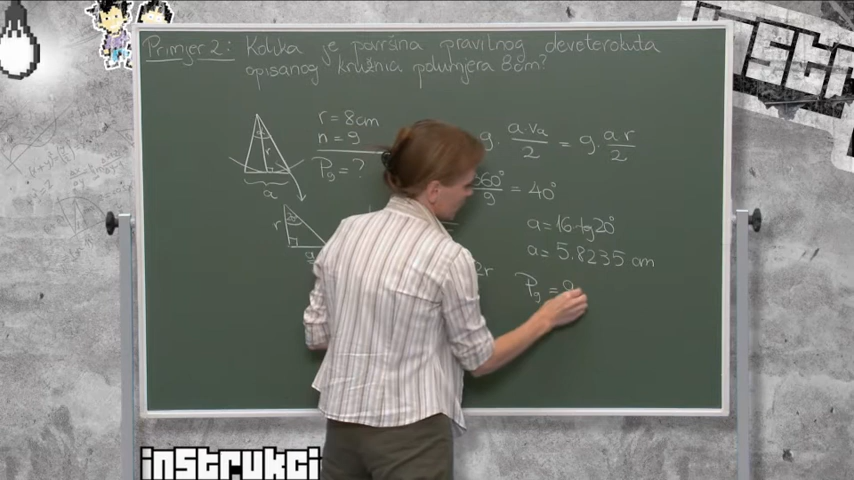 Primjer 2: Kolika je površina pravilnog deveterokuta
opisanog kružnici polumjera 8cm?
r = 8cm
n = 9
P₉ = ?
9 · a·vₐ/2 = 9 · a·r/2
360°/9 = 40°
r
a
r
a = 16·tg20°
a = 5.8235 cm
2r
P₉ = 9
instrukci